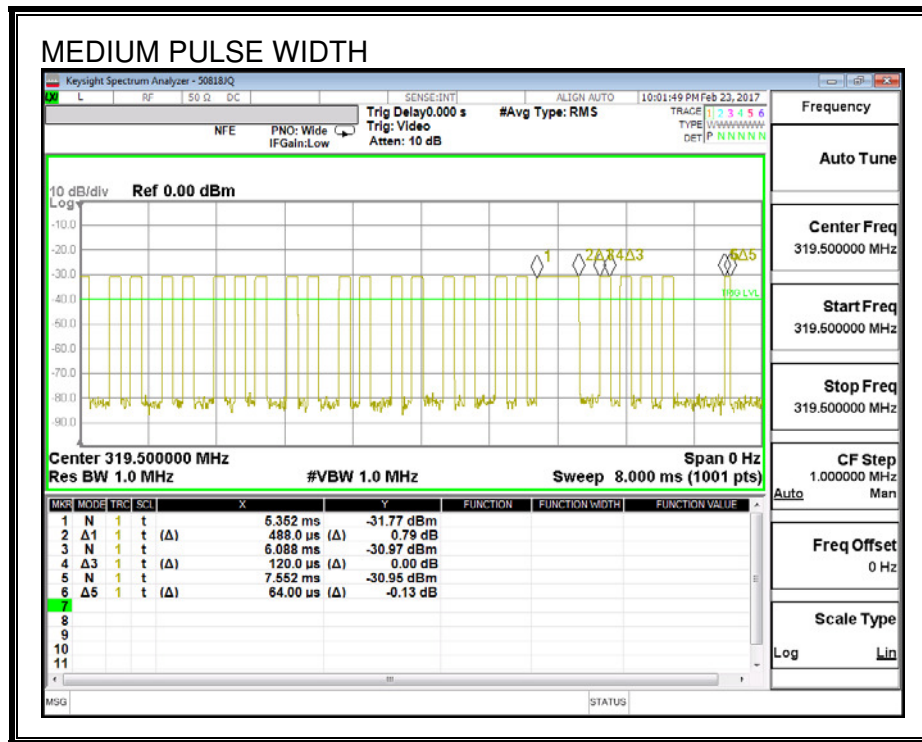 MEDIUM PULSE WIDTH
Keysight Spectrum Analyzer - 50818JQ
L RF 50 Ω DC SENSE:INT ALIGN AUTO 10:01:49 PM Feb 23, 2017
Trig Delay0.000 s #Avg Type: RMS TRACE 1 2 3 4 5 6
NFE PNO: Wide Trig: Video TYPE WWWWWW
IFGain:Low Atten: 10 dB DET P N N N N N
10 dB/div Ref 0.00 dBm
Log
-10.0
-20.0
1 2Δ1 4Δ3 6Δ5
-30.0
TRIG LVL
-40.0
-50.0
-60.0
-70.0
-80.0
-90.0
Center 319.500000 MHz Span 0 Hz
Res BW 1.0 MHz #VBW 1.0 MHz Sweep 8.000 ms (1001 pts)
MKR MODE TRC SCL X Y FUNCTION FUNCTION WIDTH FUNCTION VALUE
1 N 1 t 5.352 ms -31.77 dBm
2 Δ1 1 t (Δ) 488.0 µs (Δ) 0.79 dB
3 N 1 t 6.088 ms -30.97 dBm
4 Δ3 1 t (Δ) 120.0 µs (Δ) 0.00 dB
5 N 1 t 7.552 ms -30.95 dBm
6 Δ5 1 t (Δ) 64.00 µs (Δ) -0.13 dB
7
8
9
10
11
MSG STATUS
Frequency
Auto Tune
Center Freq
319.500000 MHz
Start Freq
319.500000 MHz
Stop Freq
319.500000 MHz
CF Step
1.000000 MHz
Auto Man
Freq Offset
0 Hz
Scale Type
Log Lin